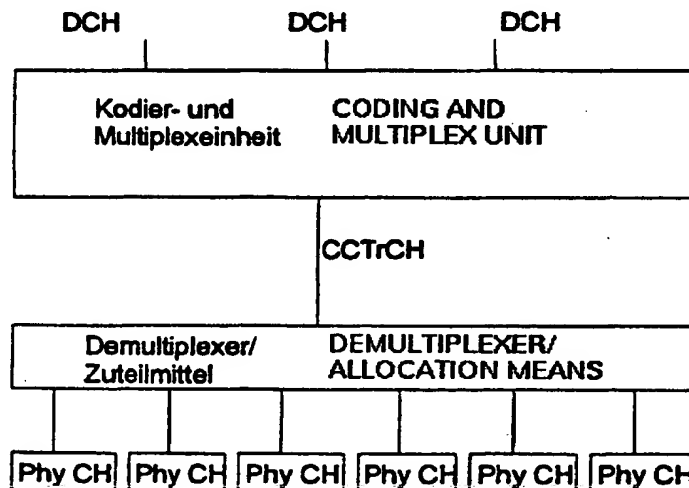 DCH DCH DCH
Kodier- und CODING AND
Multiplexeinheit MULTIPLEX UNIT
CCTrCH
Demultiplexer/ DEMULTIPLEXER/
Zuteilmittel ALLOCATION MEANS
Phy CH Phy CH Phy CH Phy CH Phy CH Phy CH